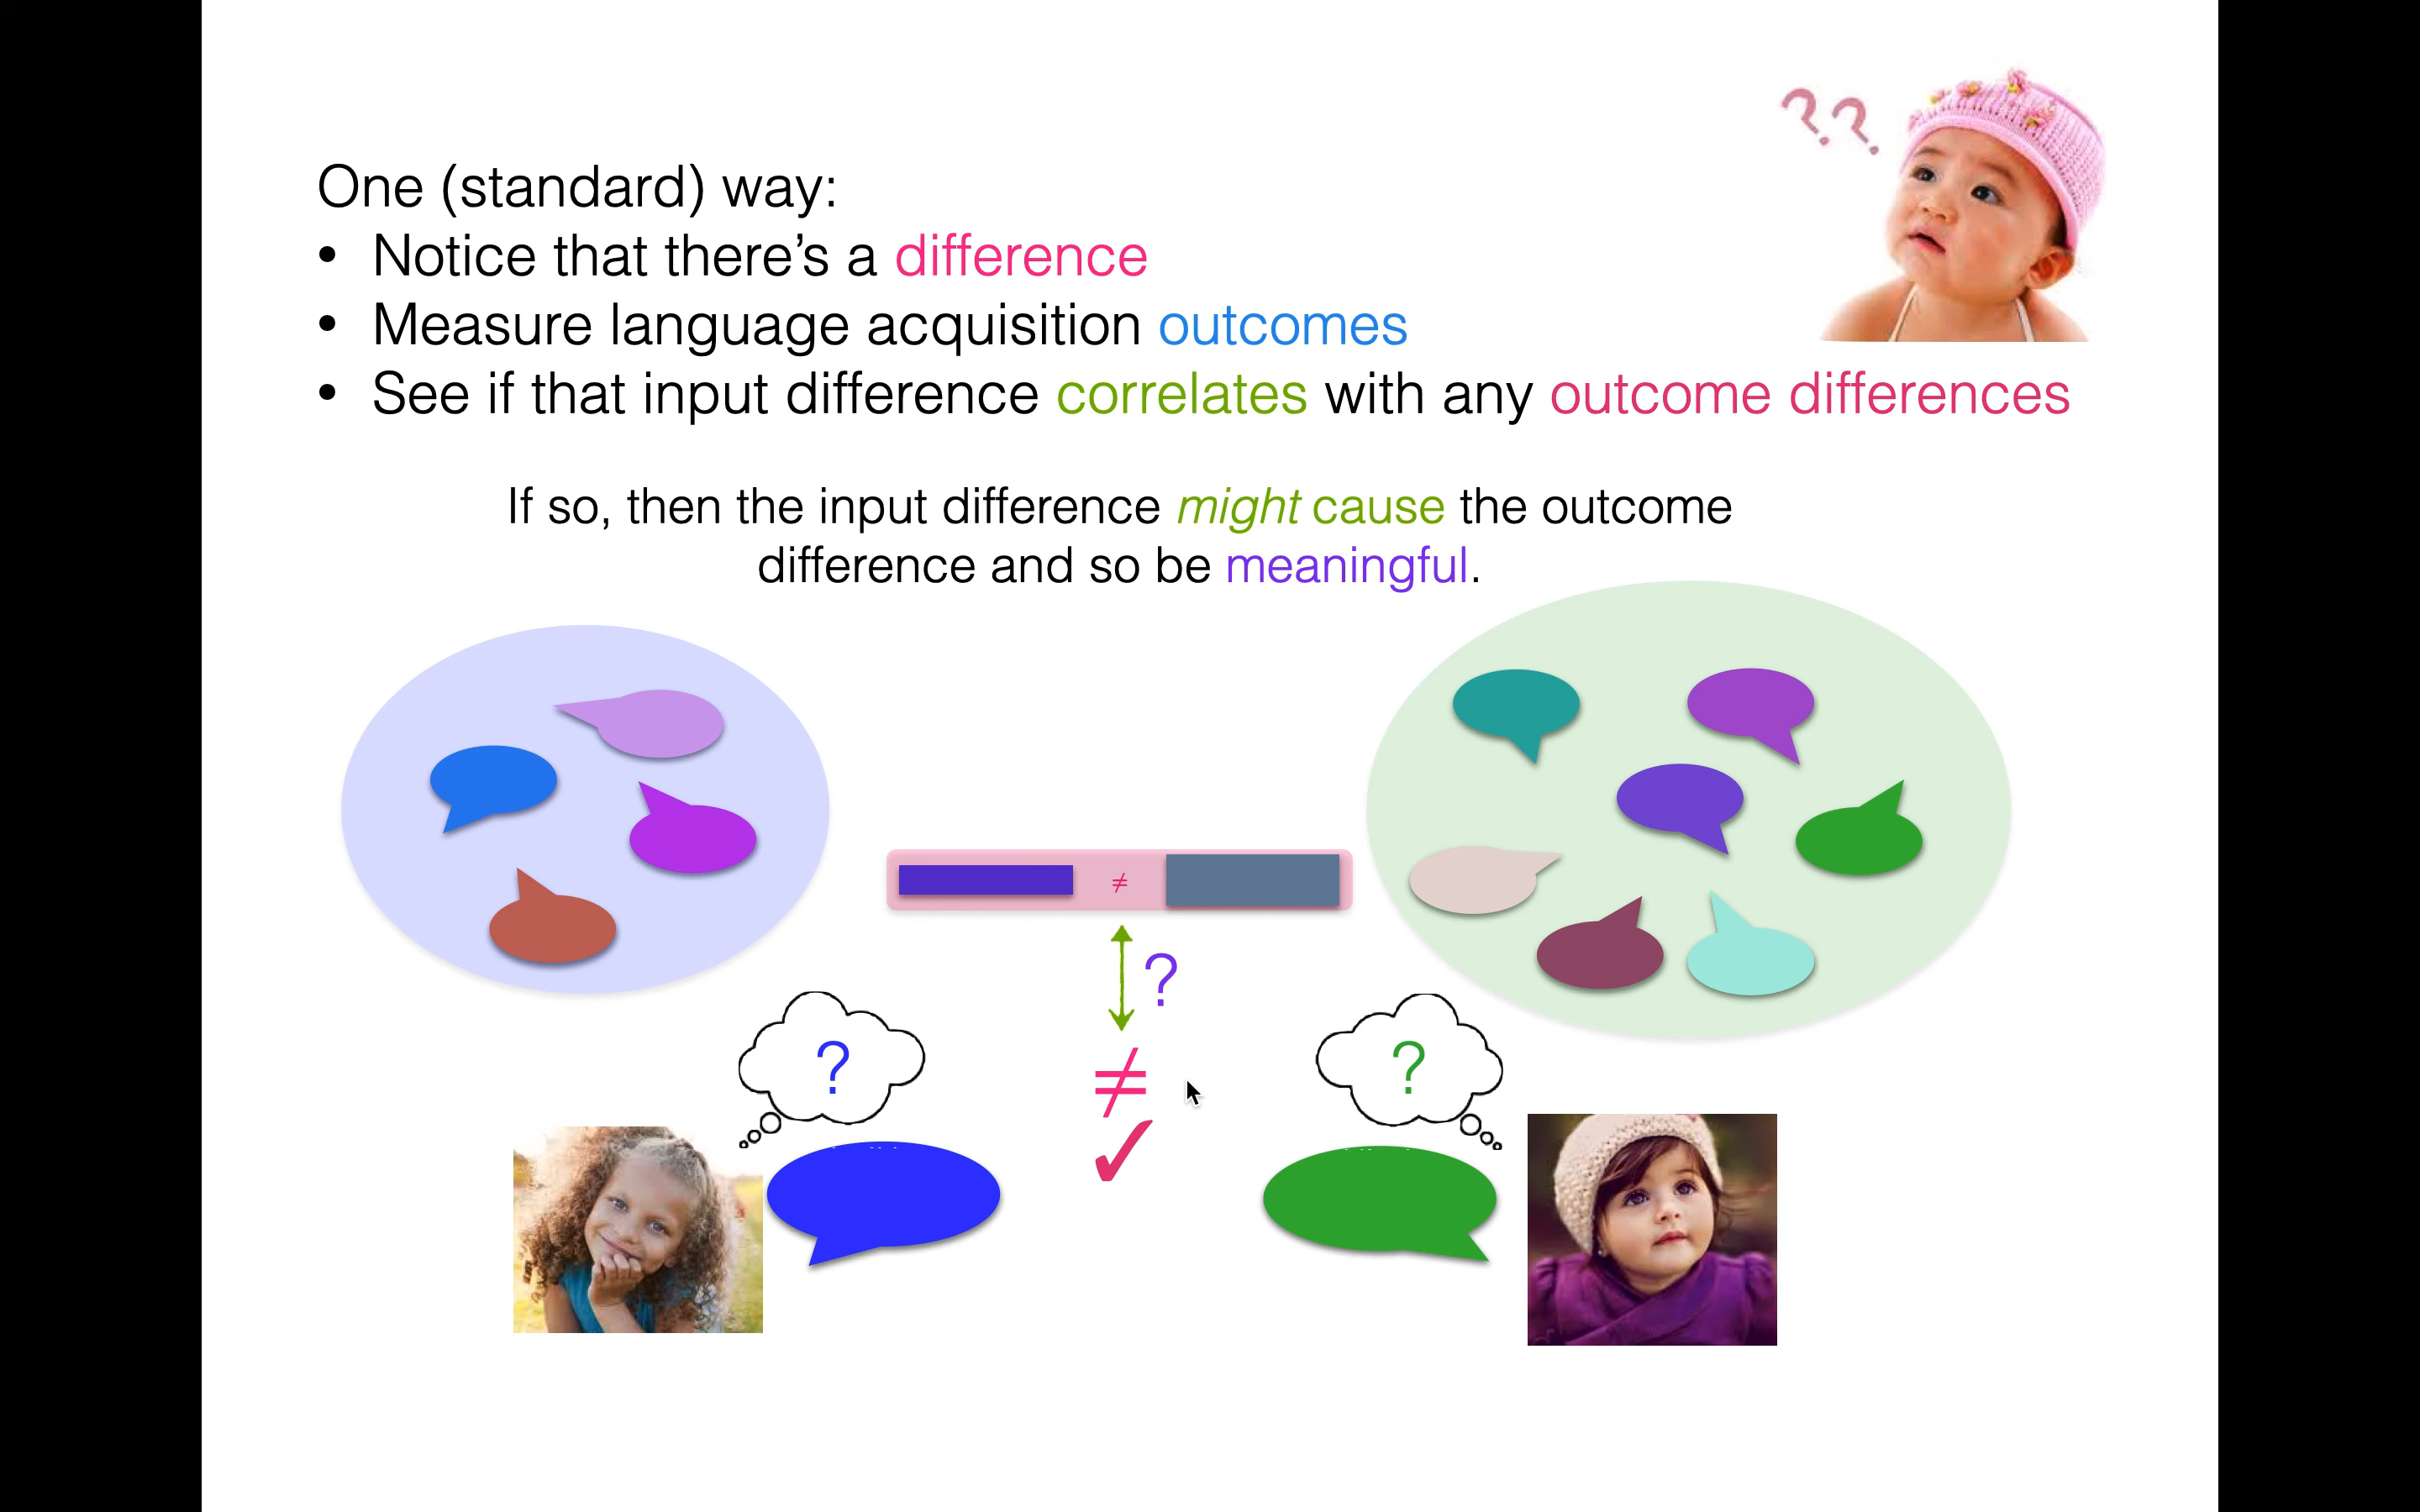 ??
One (standard) way:
• Notice that there's a difference
• Measure language acquisition outcomes
• See if that input difference correlates with any outcome differences
If so, then the input difference might cause the outcome
difference and so be meaningful.
≠
?
? ≠ ?
✓